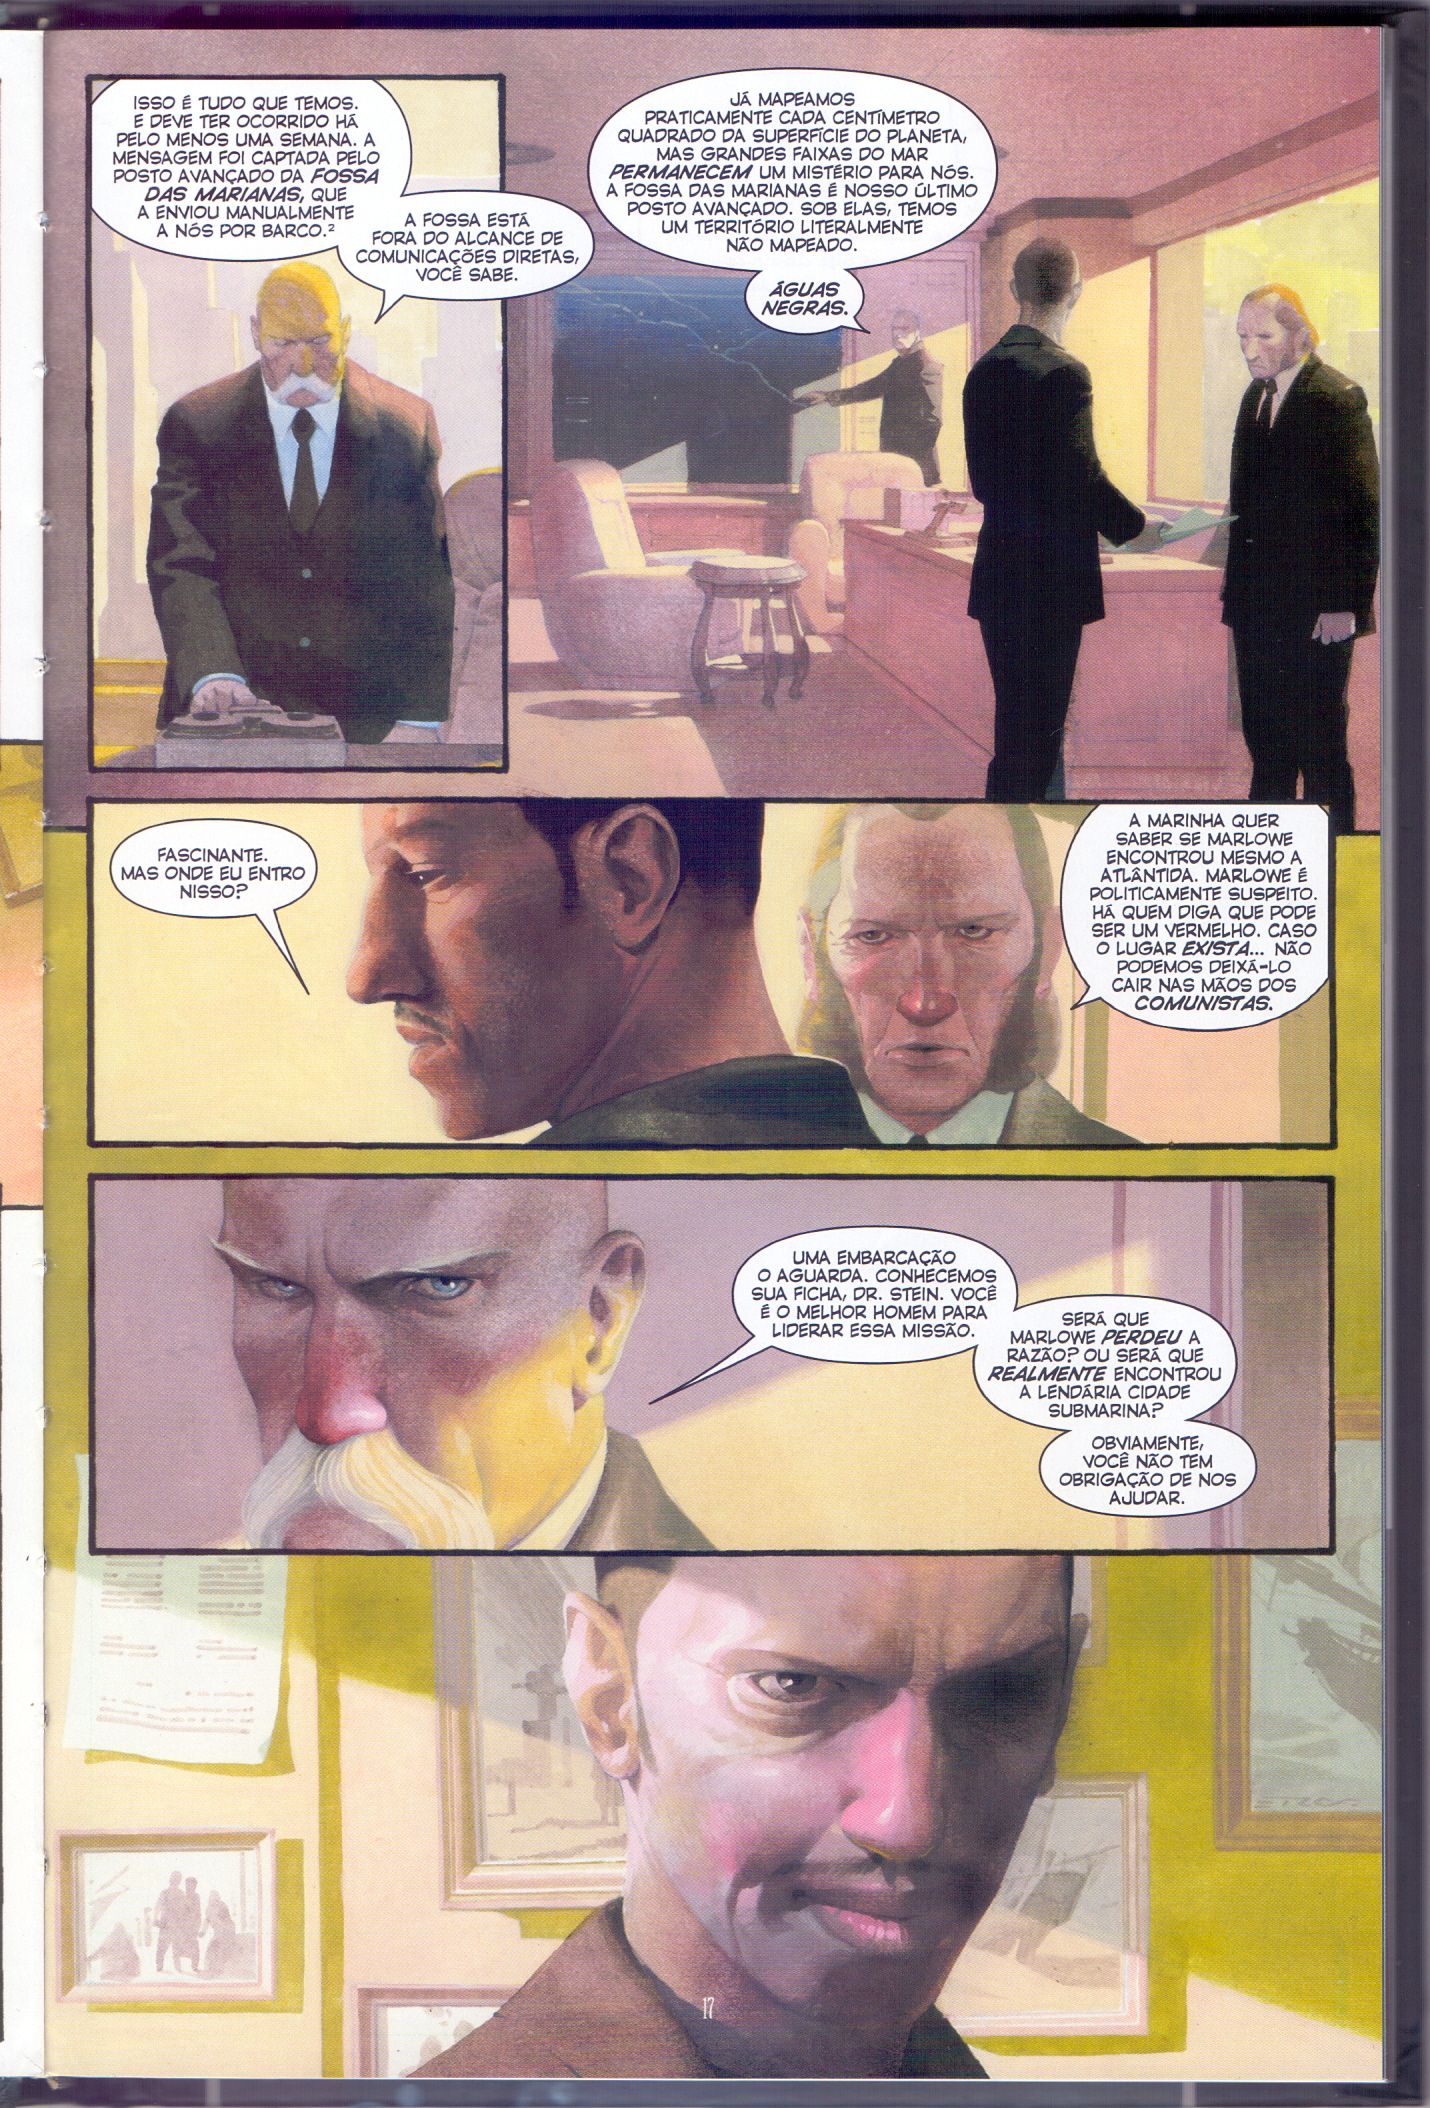 ISSO É TUDO QUE TEMOS.
E DEVE TER OCORRIDO HÁ
PELO MENOS UMA SEMANA. A
MENSAGEM FOI CAPTADA PELO
POSTO AVANÇADO DA FOSSA
DAS MARIANAS, QUE
A ENVIOU MANUALMENTE
A NÓS POR BARCO.²
A FOSSA ESTÁ
FORA DO ALCANCE DE
COMUNICAÇÕES DIRETAS,
VOCÊ SABE.
JÁ MAPEAMOS
PRATICAMENTE CADA CENTÍMETRO
QUADRADO DA SUPERFÍCIE DO PLANETA,
MAS GRANDES FAIXAS DO MAR
PERMANECEM UM MISTÉRIO PARA NÓS.
A FOSSA DAS MARIANAS É NOSSO ÚLTIMO
POSTO AVANÇADO. SOB ELAS, TEMOS
UM TERRITÓRIO LITERALMENTE
NÃO MAPEADO.
ÁGUAS
NEGRAS.
FASCINANTE.
MAS ONDE EU ENTRO
NISSO?
A MARINHA QUER
SABER SE MARLOWE
ENCONTROU MESMO A
ATLÂNTIDA. MARLOWE É
POLITICAMENTE SUSPEITO.
HÁ QUEM DIGA QUE PODE
SER UM VERMELHO. CASO
O LUGAR EXISTA... NÃO
PODEMOS DEIXÁ-LO
CAIR NAS MÃOS DOS
COMUNISTAS.
UMA EMBARCAÇÃO
O AGUARDA. CONHECEMOS
SUA FICHA, DR. STEIN. VOCÊ
É O MELHOR HOMEM PARA
LIDERAR ESSA MISSÃO.
SERÁ QUE
MARLOWE PERDEU A
RAZÃO? OU SERÁ QUE
REALMENTE ENCONTROU
A LENDÁRIA CIDADE
SUBMARINA?
OBVIAMENTE,
VOCÊ NÃO TEM
OBRIGAÇÃO DE NOS
AJUDAR.
17